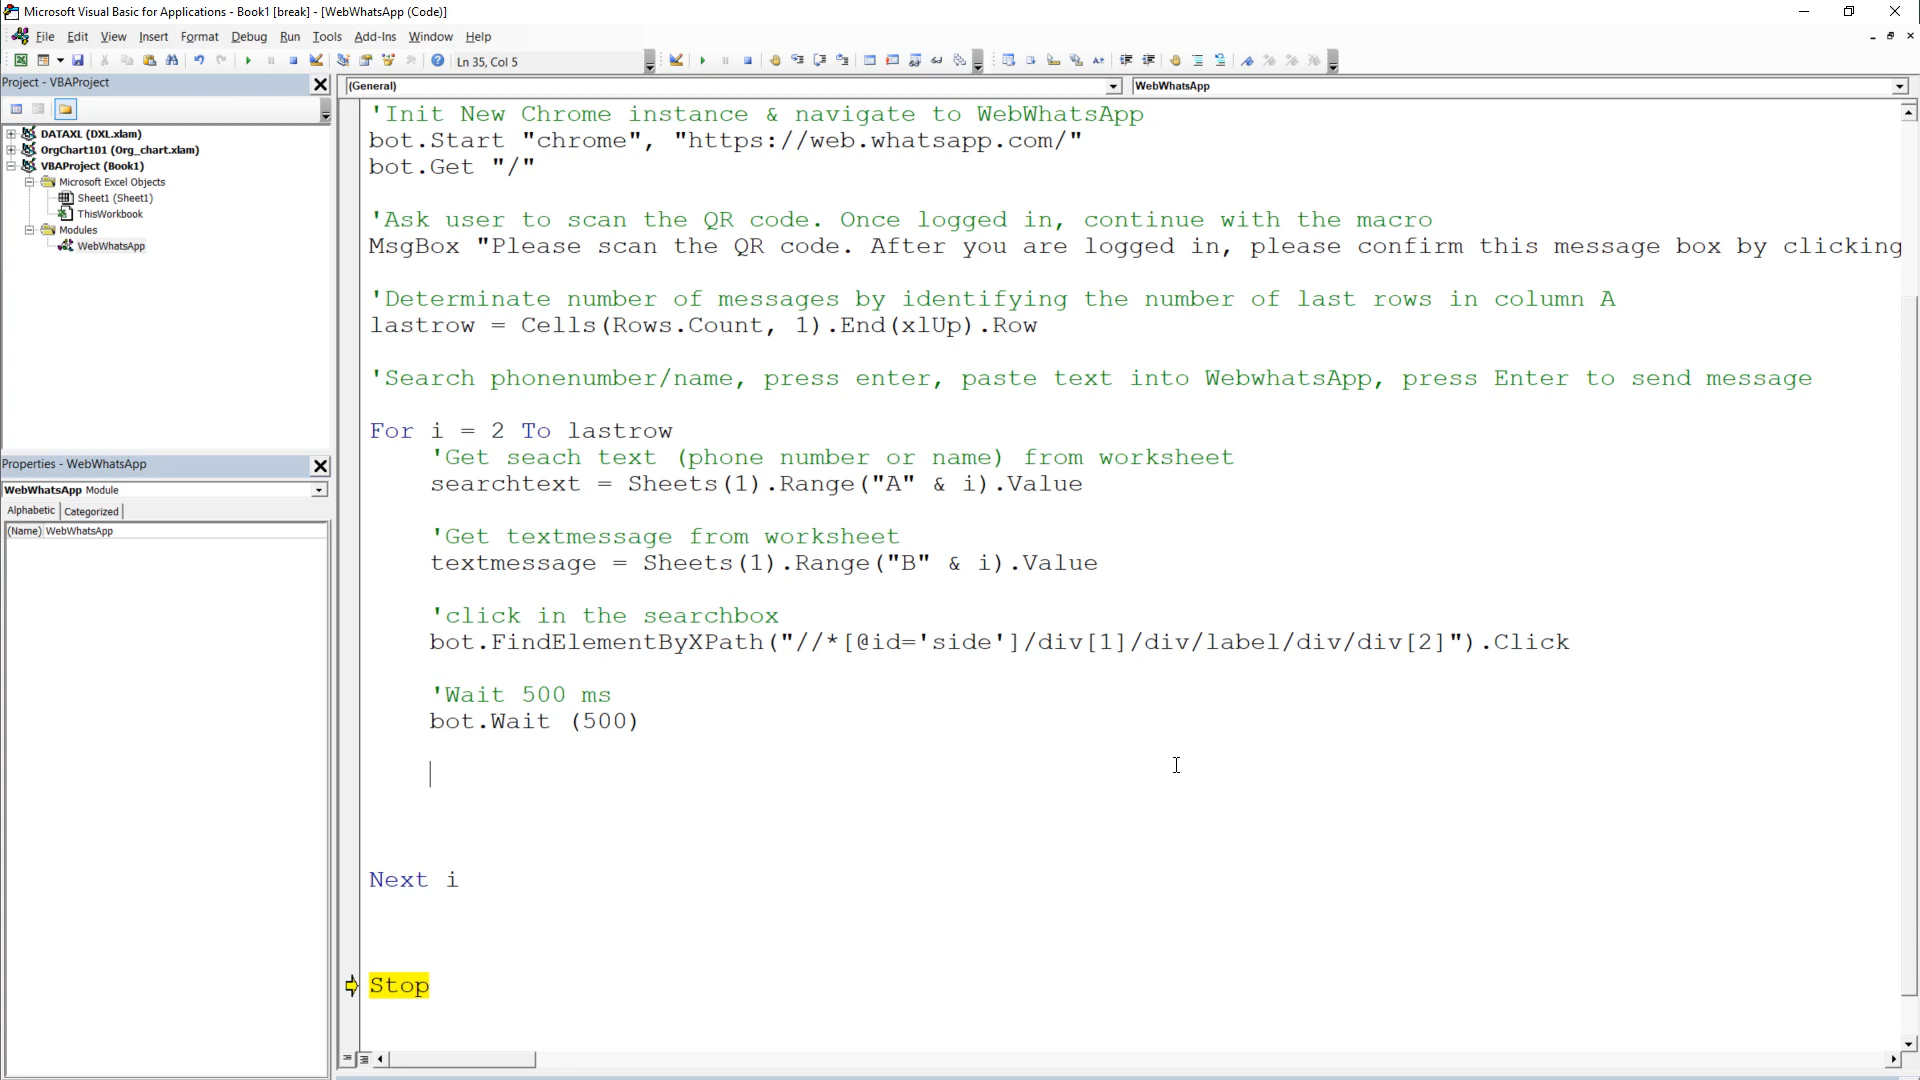 Microsoft Visual Basic for Applications - Book1 [break] - [WebWhatsApp (Code)]
File Edit View Insert Format Debug Run Tools Add-Ins Window Help
Ln 35, Col 5
Project - VBAProject
(General)
WebWhatsApp
DATAXL (DXL.xlam)
OrgChart101 (Org_chart.xlam)
VBAProject (Book1)
Microsoft Excel Objects
Sheet1 (Sheet1)
ThisWorkbook
Modules
WebWhatsApp
Properties - WebWhatsApp
WebWhatsApp Module
Alphabetic Categorized
(Name) WebWhatsApp
'Init New Chrome instance & navigate to WebWhatsApp
bot.Start "chrome", "https://web.whatsapp.com/"
bot.Get "/"
'Ask user to scan the QR code. Once logged in, continue with the macro
MsgBox "Please scan the QR code. After you are logged in, please confirm this message box by clicking
'Determinate number of messages by identifying the number of last rows in column A
lastrow = Cells(Rows.Count, 1).End(xlUp).Row
'Search phonenumber/name, press enter, paste text into WebwhatsApp, press Enter to send message
For i = 2 To lastrow
'Get seach text (phone number or name) from worksheet
searchtext = Sheets(1).Range("A" & i).Value
'Get textmessage from worksheet
textmessage = Sheets(1).Range("B" & i).Value
'click in the searchbox
bot.FindElementByXPath("//*[@id='side']/div[1]/div/label/div/div[2]").Click
'Wait 500 ms
bot.Wait (500)
Next i
Stop